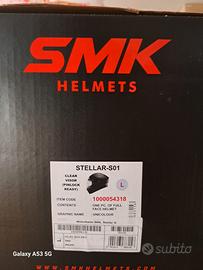 SMK
HELMETS
STELLAR-S01
CLEAR
VISOR
(PINLOCK
READY)
L
ITEM CODE 1000054318
CONTENTS ONE PC. OF FULL
FACE HELMET
GRAPHIC NAME UNICOLOUR
Galaxy A53 5G
subito
WWW.SMKHELMETS.COM